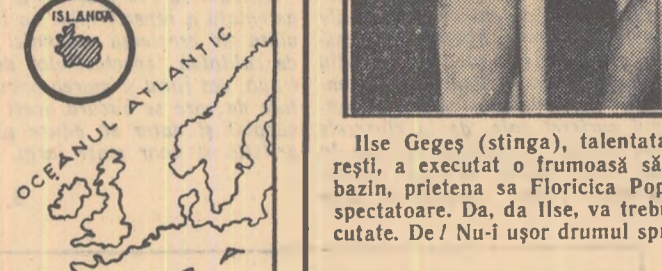 ISLANDA
OCEANUL ATLANTIC
Ilse Gegeș (stinga), talentata
rești, a executat o frumoasă să
bazin, prietena sa Floricica Pop
spectatoare. Da, da Ilse, va treb
cutate. De! Nu-i ușor drumul spr